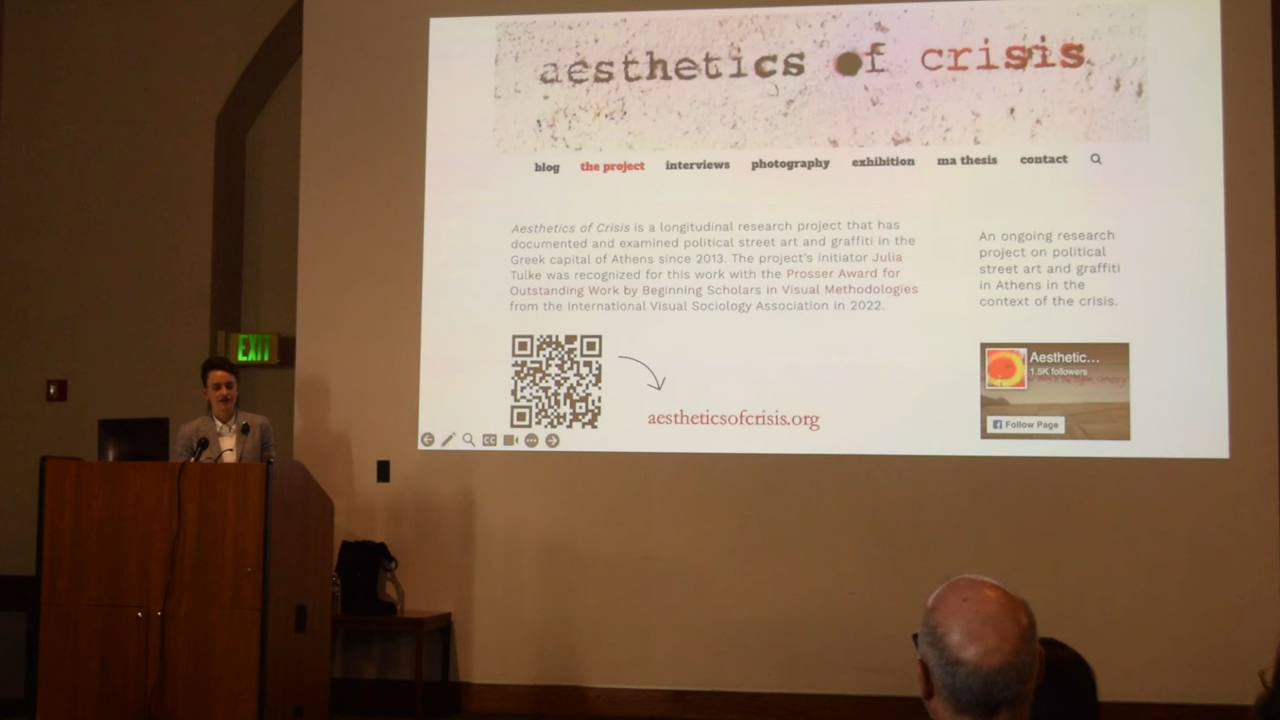 aesthetics of crisis
blog the project interviews photography exhibition ma thesis contact
Aesthetics of Crisis is a longitudinal research project that has
documented and examined political street art and graffiti in the
Greek capital of Athens since 2013. The project's initiator Julia
Tulke was recognized for this work with the Prosser Award for
Outstanding Work by Beginning Scholars in Visual Methodologies
from the International Visual Sociology Association in 2022.
An ongoing research
project on political
street art and graffiti
in Athens in the
context of the crisis.
EXIT
aestheticsofcrisis.org
Aesthetic...
1.5K followers
Follow Page
CC